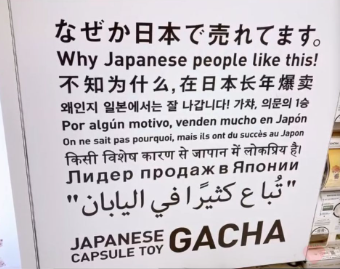 なぜか日本で売れてます。
Why Japanese people like this!
不知为什么,在日本长年爆卖
왜인지 일본에서는 잘 나갑니다! 가챠, 의문의 1승
Por algún motivo, venden mucho en Japón
On ne sait pas pourquoi, mais ils ont du succès au Japon
किसी विशेष कारण से जापान में लोकप्रिय है।
Лидер продаж в Японии
"تُباع كثيرًا في اليابان"
JAPANESE
CAPSULE TOY
GACHA